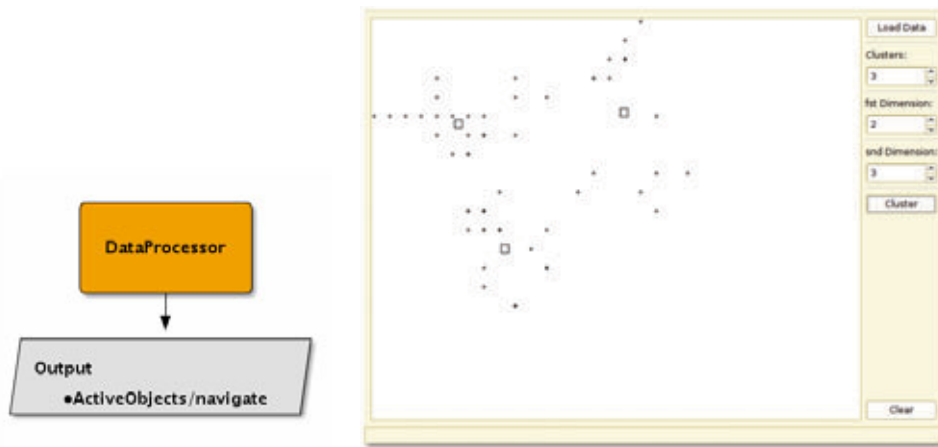 DataProcessor
Output
•ActiveObjects/navigate
Load Data
Clusters:
3
fst Dimension:
2
snd Dimension:
3
Cluster
Clear